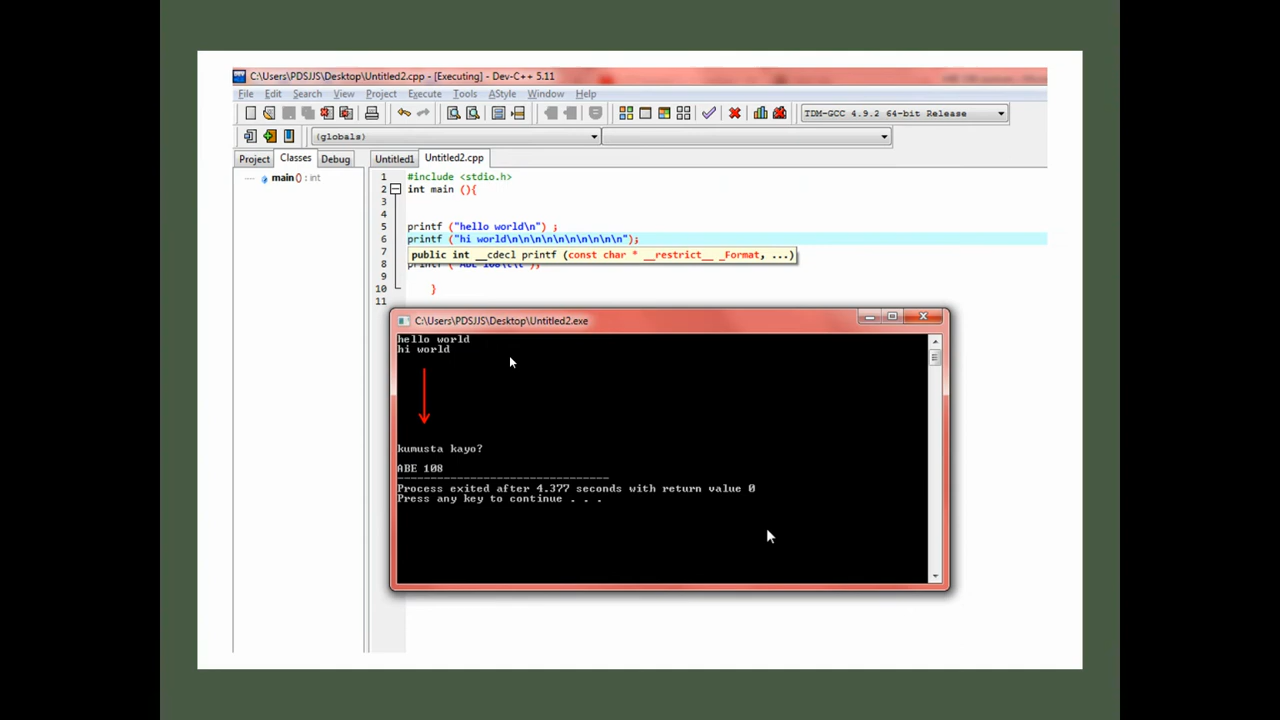 C:\Users\PDSJJS\Desktop\Untitled2.cpp - [Executing] - Dev-C++ 5.11
File Edit Search View Project Execute Tools AStyle Window Help
TDM-GCC 4.9.2 64-bit Release
(globals)
Project Classes Debug Untitled1 Untitled2.cpp
main() : int
1 #include <stdio.h>
2 int main (){
3
4
5 printf ("hello world\n") ;
6 printf ("hi world\n\n\n\n\n\n\n\n\n\n");
7 public int __cdecl printf (const char * __restrict__ _Format, ...)
8 printf ("ABE 108\t\t");
9
10 }
11
C:\Users\PDSJJS\Desktop\Untitled2.exe
hello world
hi world
kumusta kayo?
ABE 108
--------------------------------
Process exited after 4.377 seconds with return value 0
Press any key to continue . . .